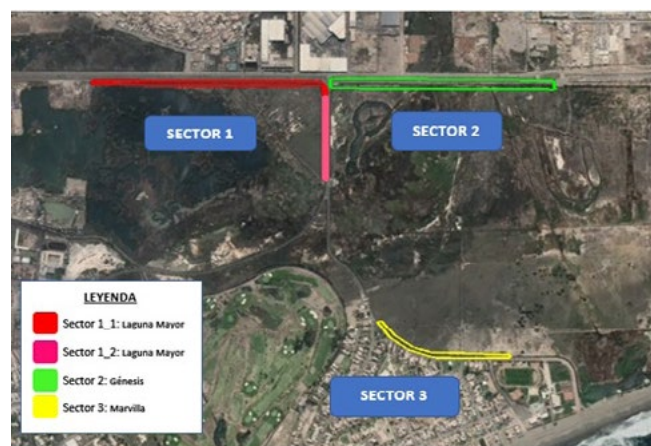 SECTOR 1
SECTOR 2
LEYENDA
Sector 1_1: Laguna Mayor
Sector 1_2: Laguna Mayor
Sector 2: Génesis
Sector 3: Marvilla
SECTOR 3